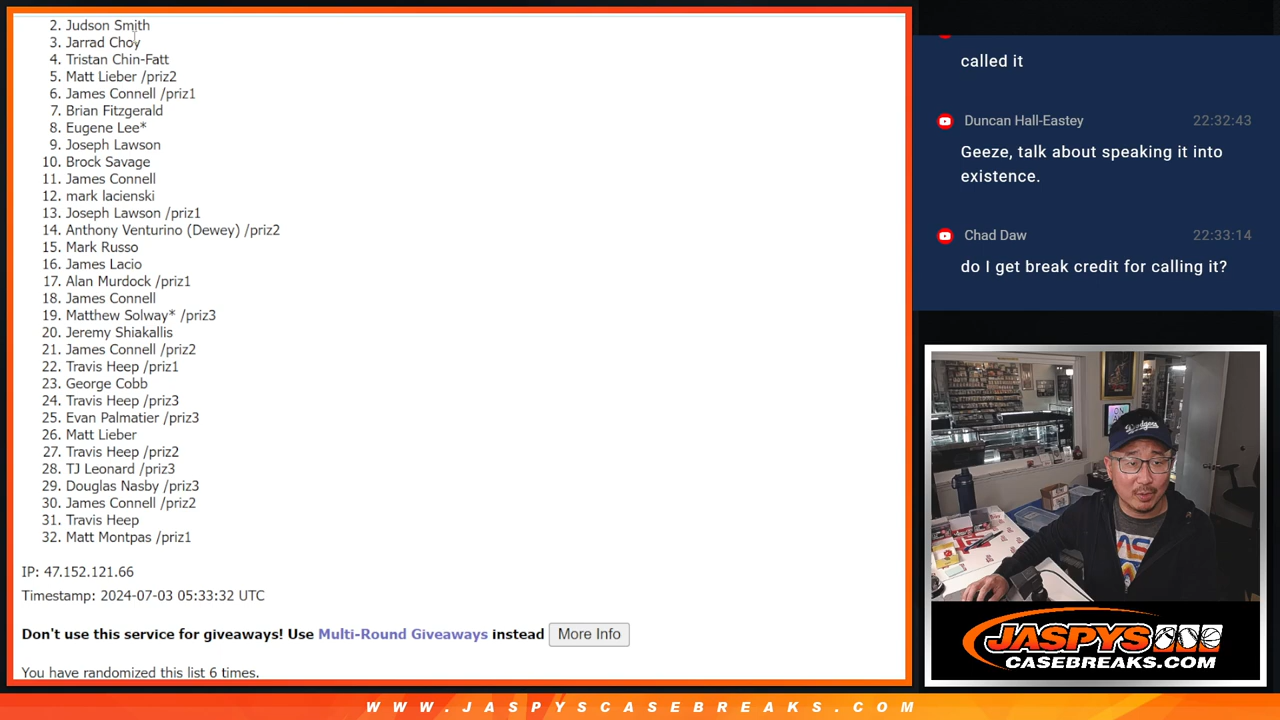 2. Judson Smith
3. Jarrad Choy
4. Tristan Chin-Fatt
5. Matt Lieber /priz2
6. James Connell /priz1
7. Brian Fitzgerald
8. Eugene Lee*
9. Joseph Lawson
10. Brock Savage
11. James Connell
12. mark lacienski
13. Joseph Lawson /priz1
14. Anthony Venturino (Dewey) /priz2
15. Mark Russo
16. James Lacio
17. Alan Murdock /priz1
18. James Connell
19. Matthew Solway* /priz3
20. Jeremy Shiakallis
21. James Connell /priz2
22. Travis Heep /priz1
23. George Cobb
24. Travis Heep /priz3
25. Evan Palmatier /priz3
26. Matt Lieber
27. Travis Heep /priz2
28. TJ Leonard /priz3
29. Douglas Nasby /priz3
30. James Connell /priz2
31. Travis Heep
32. Matt Montpas /priz1
IP: 47.152.121.66
Timestamp: 2024-07-03 05:33:32 UTC
Don't use this service for giveaways! Use Multi-Round Giveaways instead More Info
You have randomized this list 6 times.
called it
Duncan Hall-Eastey 22:32:43
Geeze, talk about speaking it into
existence.
Chad Daw 22:33:14
do I get break credit for calling it?
Dodgers
JASPYS
CASEBREAKS.COM
WWW.JASPYSCASEBREAKS.COM